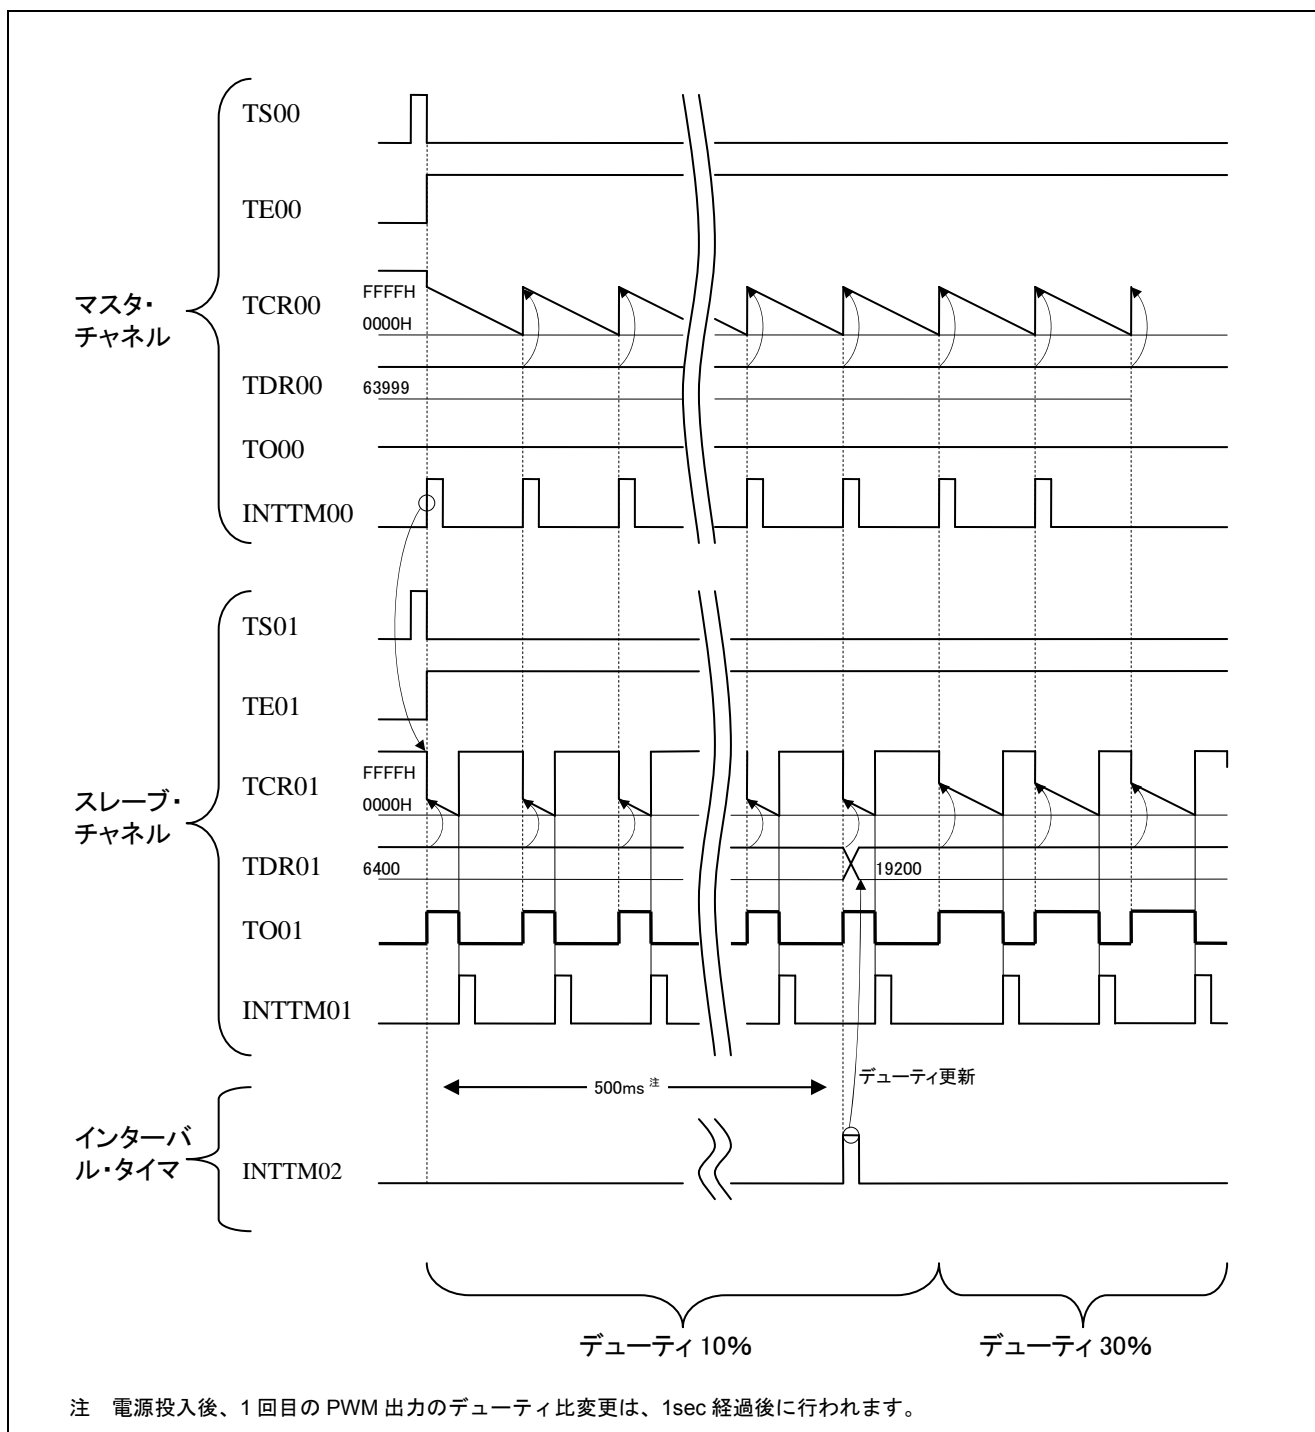 マスタ・
チャネル
TS00
TE00
TCR00
FFFFH
0000H
TDR00
63999
TO00
INTTM00
スレーブ・
チャネル
TS01
TE01
TCR01
FFFFH
0000H
TDR01
6400
19200
TO01
INTTM01
インターバ
ル・タイマ
500ms 注
デューティ更新
INTTM02
デューティ 10%
デューティ 30%
注 電源投入後、1 回目の PWM 出力のデューティ比変更は、1sec 経過後に行われます。